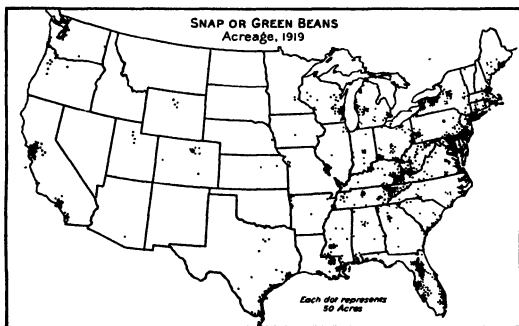 SNAP OR GREEN BEANS
Acreage, 1919
Each dot represents
50 Acres